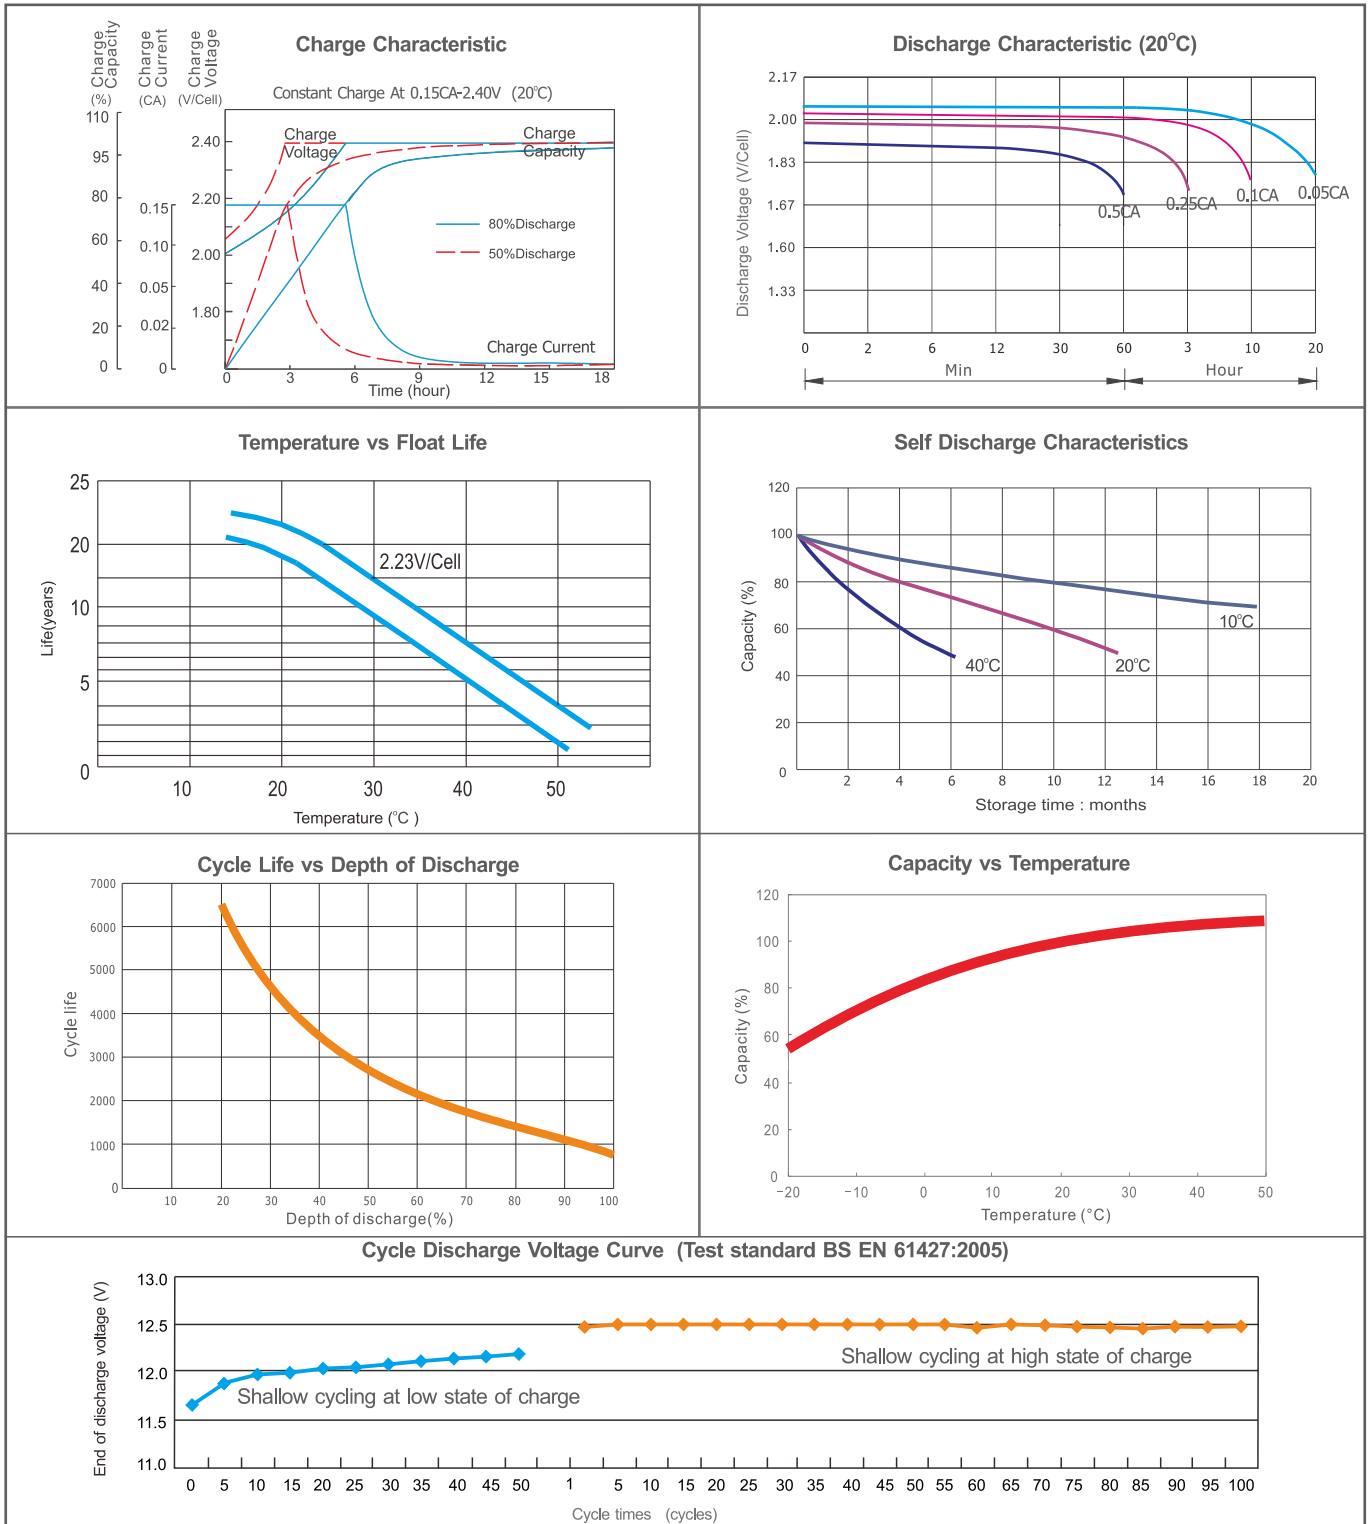 Charge Characteristic
Charge Capacity
Charge Current
Charge Voltage
(%)
(CA)
(V/Cell)
Constant Charge At 0.15CA-2.40V (20°C)
110
95
80
60
40
20
0
0.15
0.10
0.05
0.02
0
2.40
2.20
2.00
1.80
Charge Voltage
Charge Capacity
80%Discharge
50%Discharge
Charge Current
0 3 6 9 12 15 18
Time (hour)
Discharge Characteristic (20°C)
Discharge Voltage (V/Cell)
2.17
2.00
1.83
1.67
1.60
1.33
0.5CA 0.25CA 0.1CA 0.05CA
0 2 6 12 30 60 3 10 20
Min Hour
Temperature vs Float Life
Life(years)
25
20
10
5
0
2.23V/Cell
10 20 30 40 50
Temperature (°C )
Self Discharge Characteristics
Capacity (%)
120
100
80
60
40
20
0
10°C
40°C 20°C
2 4 6 8 10 12 14 16 18 20
Storage time : months
Cycle Life vs Depth of Discharge
Cycle life
7000
6000
5000
4000
3000
2000
1000
0
10 20 30 40 50 60 70 80 90 100
Depth of discharge(%)
Capacity vs Temperature
Capacity (%)
120
100
80
60
40
20
0
−20 −10 0 10 20 30 40 50
Temperature (°C)
Cycle Discharge Voltage Curve (Test standard BS EN 61427:2005)
End of discharge voltage (V)
13.0
12.5
12.0
11.5
11.0
Shallow cycling at high state of charge
Shallow cycling at low state of charge
0 5 10 15 20 25 30 35 40 45 50 1 5 10 15 20 25 30 35 40 45 50 55 60 65 70 75 80 85 90 95 100
Cycle times (cycles)